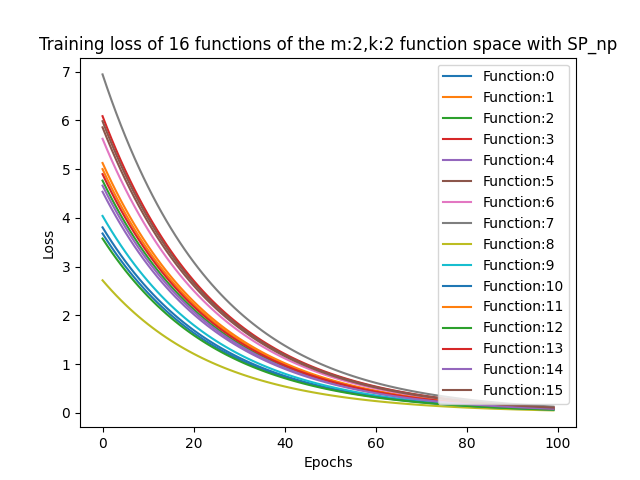 Training loss of 16 functions of the m:2,k:2 function space with SP_np
Loss
7
6
5
4
3
2
1
0
0
20
40
60
80
100
Epochs
Function:0
Function:1
Function:2
Function:3
Function:4
Function:5
Function:6
Function:7
Function:8
Function:9
Function:10
Function:11
Function:12
Function:13
Function:14
Function:15